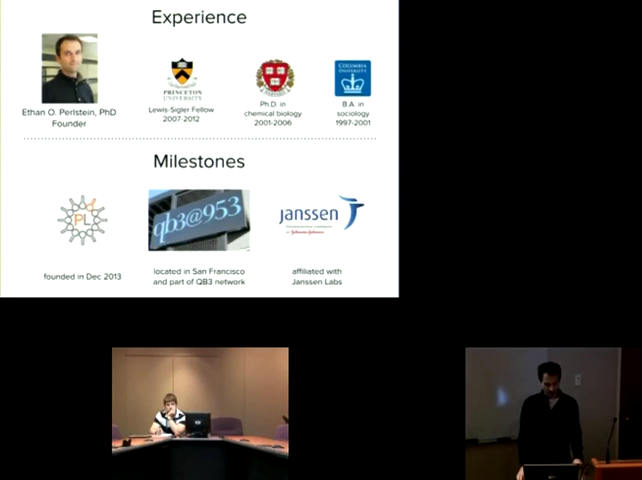 Experience
Ethan O. Perlstein, PhD
Founder
PRINCETON
UNIVERSITY
Lewis-Sigler Fellow
2007-2012
Ph.D. in
chemical biology
2001-2006
COLUMBIA
UNIVERSITY
B.A. in
sociology
1997-2001
Milestones
PL
founded in Dec 2013
qb3@953
located in San Francisco
and part of QB3 network
janssen
affiliated with
Janssen Labs